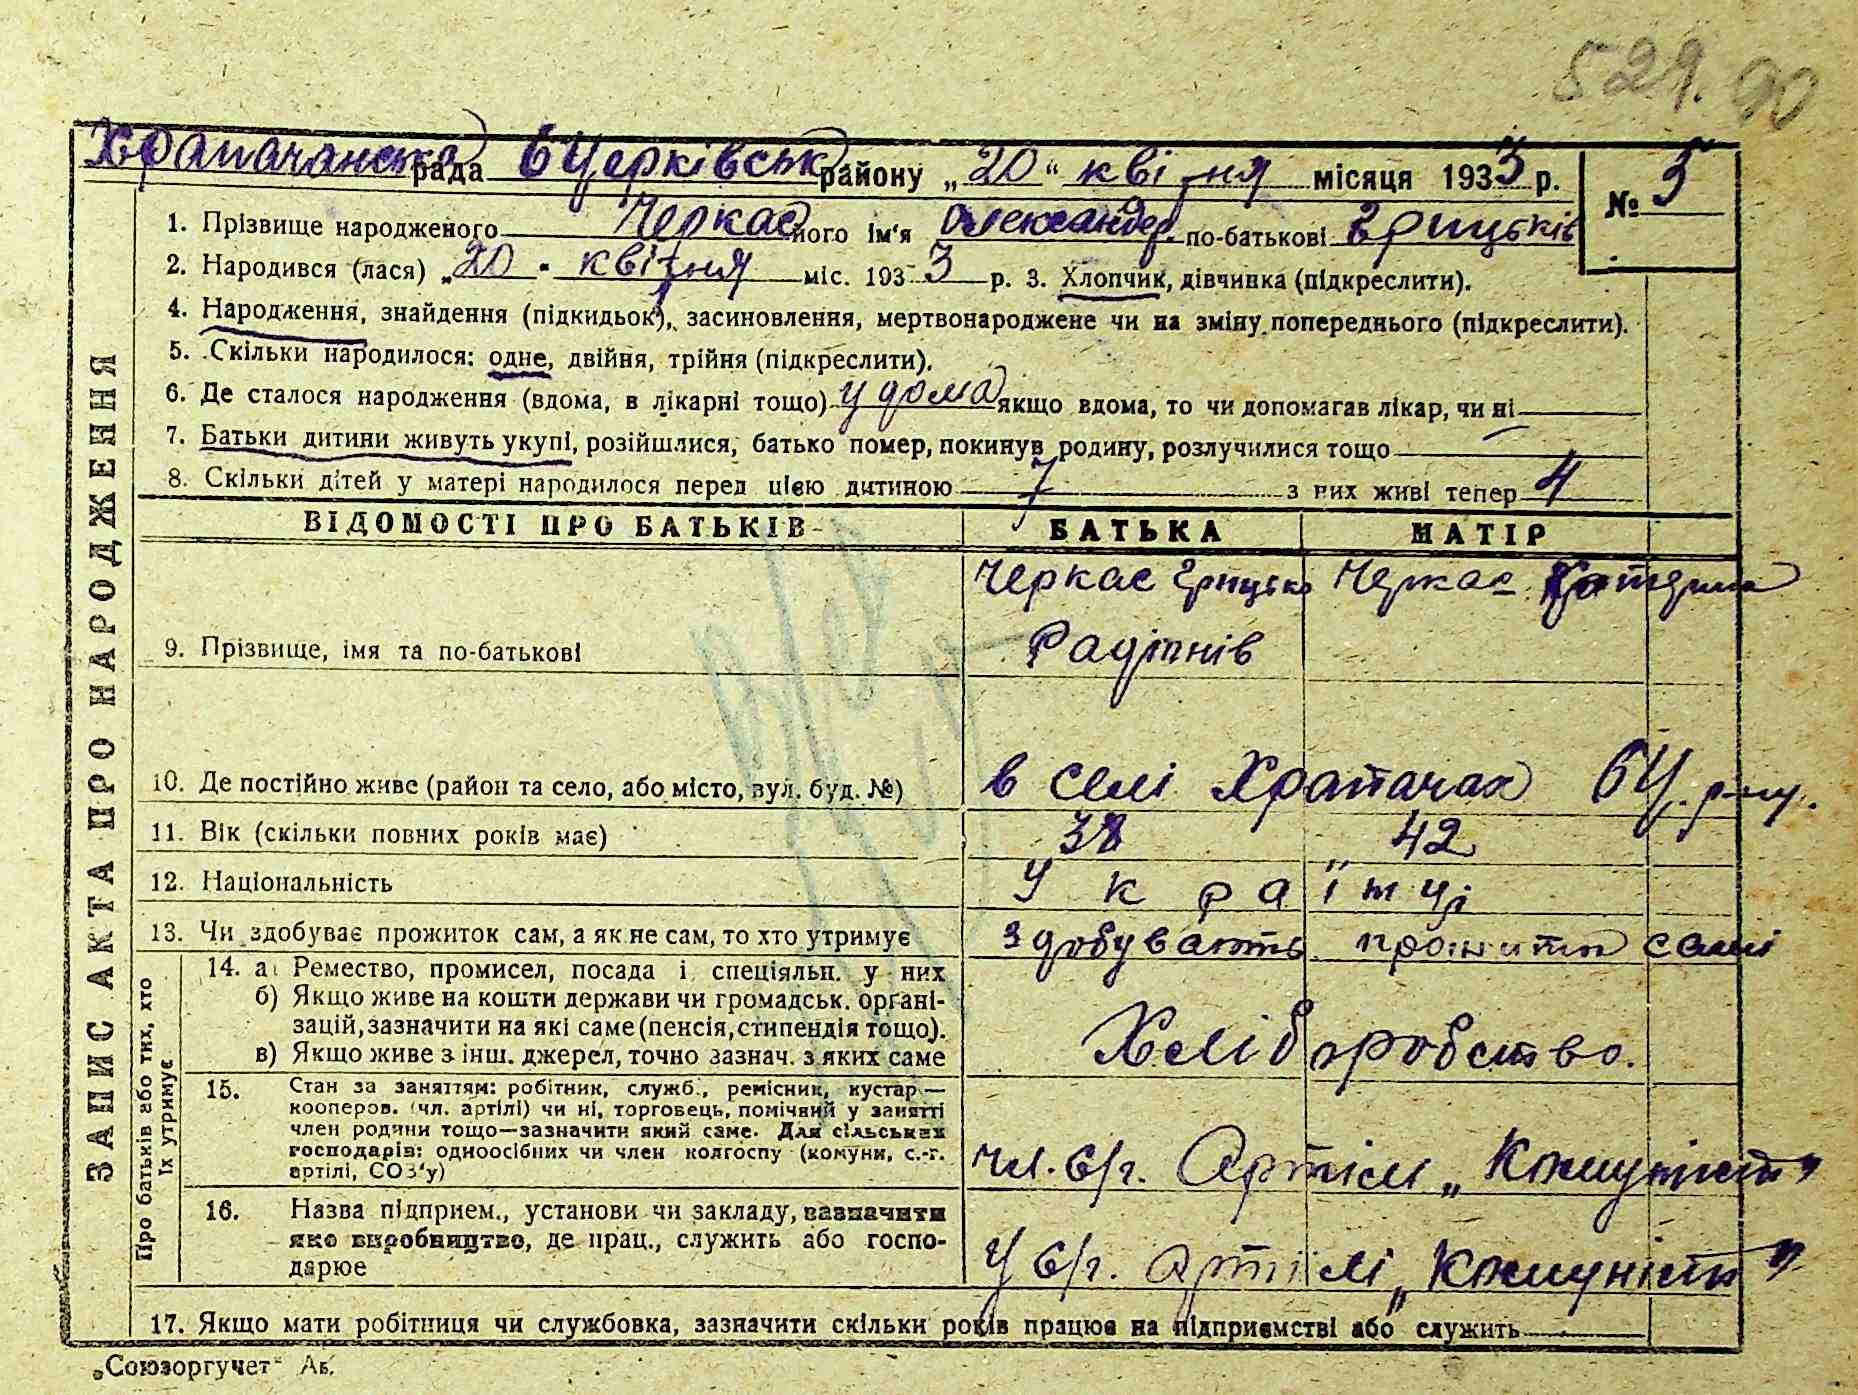 529. 90
Храпачанська рада бЦерківськ району „20“ квітня місяця 1933 р. № 5
1. Прізвище народженого Черкас його ім'я Олександер. по-батькові Грицьків
2. Народився (лася) „20 " квітня міс. 1933 р. 3. Хлопчик, дівчинка (підкреслити).
4. Народження, знайдення (підкидьок), засиновлення, мертвонароджене чи на зміну попереднього (підкреслити).
5. Скільки народилося: одне, двійня, трійня (підкреслити).
6. Де сталося народження (вдома, в лікарні тощо) у дома якщо вдома, то чи допомагав лікар, чи ні
7. Батьки дитини живуть укупі, розійшлися, батько помер, покинув родину, розлучилися тощо
8. Скільки дітей у матері народилося перед цією дитиною 7 з них живі тепер 4
ВІДОМОСТІ ПРО БАТЬКІВ БАТЬКА МАТІР
9. Прізвище, імя та по-батькові Черкас Грицько Черкас Катерина
Радіонів
10. Де постійно живе (район та село, або місто, вул. буд. №) в селі Храпачах бЦ. р-ну.
11. Вік (скільки повних років має) 38 42
12. Національність Українці
13. Чи здобуває прожиток сам, а як не сам, то хто утримує здобувають прожиток самі
Про батьків або тих, хто їх утримує
14. а) Ремество, промисел, посада і спеціяльн. у них
б) Якщо живе на кошти держави чи громадськ. органі-
зацій, зазначити на які саме (пенсія, стипендія тощо).
в) Якщо живе з інш. джерел, точно зазнач. з яких саме
Хліборобство.
15. Стан за заняттям: робітник, служб., ремісник, кустар—
кооперов. (чл. артілі) чи ні, торговець, помічний у занятті
член родини тощо—зазначити який саме. Для сільських
господарів: одноосібних чи член колгоспу (комуни, с.-г.
артілі, СОЗ'у)
чл. с/г. Артілі „Комуніст"
16. Назва підприєм., установи чи закладу, зазначити
яке виробництво, де прац., служить або госпо-
дарює
У с/г. артілі „Комуніст"
17. Якщо мати робітниця чи службовка, зазначити скільки років працює на підприємстві або служить
ЗАПИС АКТА ПРО НАРОДЖЕННЯ
„Союзоргучет" Аб.